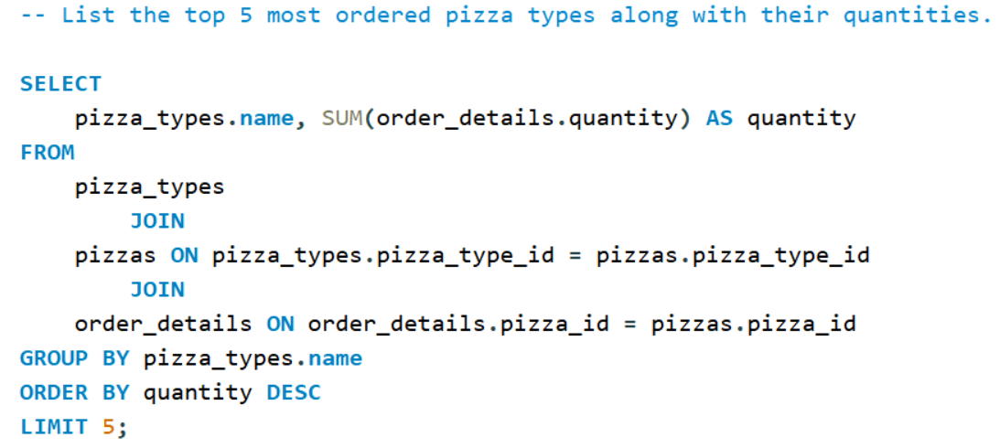 -- List the top 5 most ordered pizza types along with their quantities.
SELECT
pizza_types.name, SUM(order_details.quantity) AS quantity
FROM
pizza_types
JOIN
pizzas ON pizza_types.pizza_type_id = pizzas.pizza_type_id
JOIN
order_details ON order_details.pizza_id = pizzas.pizza_id
GROUP BY pizza_types.name
ORDER BY quantity DESC
LIMIT 5;